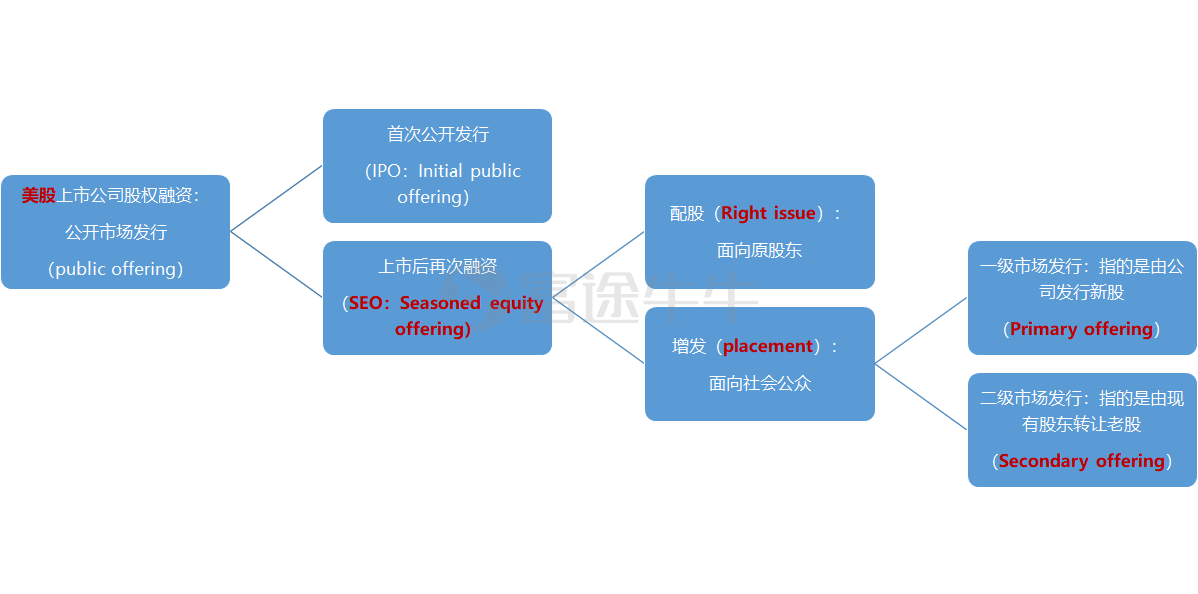 美股上市公司股权融资：
公开市场发行
（public offering）
首次公开发行
（IPO：Initial public
offering）
上市后再次融资
（SEO：Seasoned equity
offering）
配股（Right issue）：
面向原股东
增发（placement）：
面向社会公众
一级市场发行：指的是由公
司发行新股
（Primary offering）
二级市场发行：指的是由现
有股东转让老股
（Secondary offering）
富途牛牛